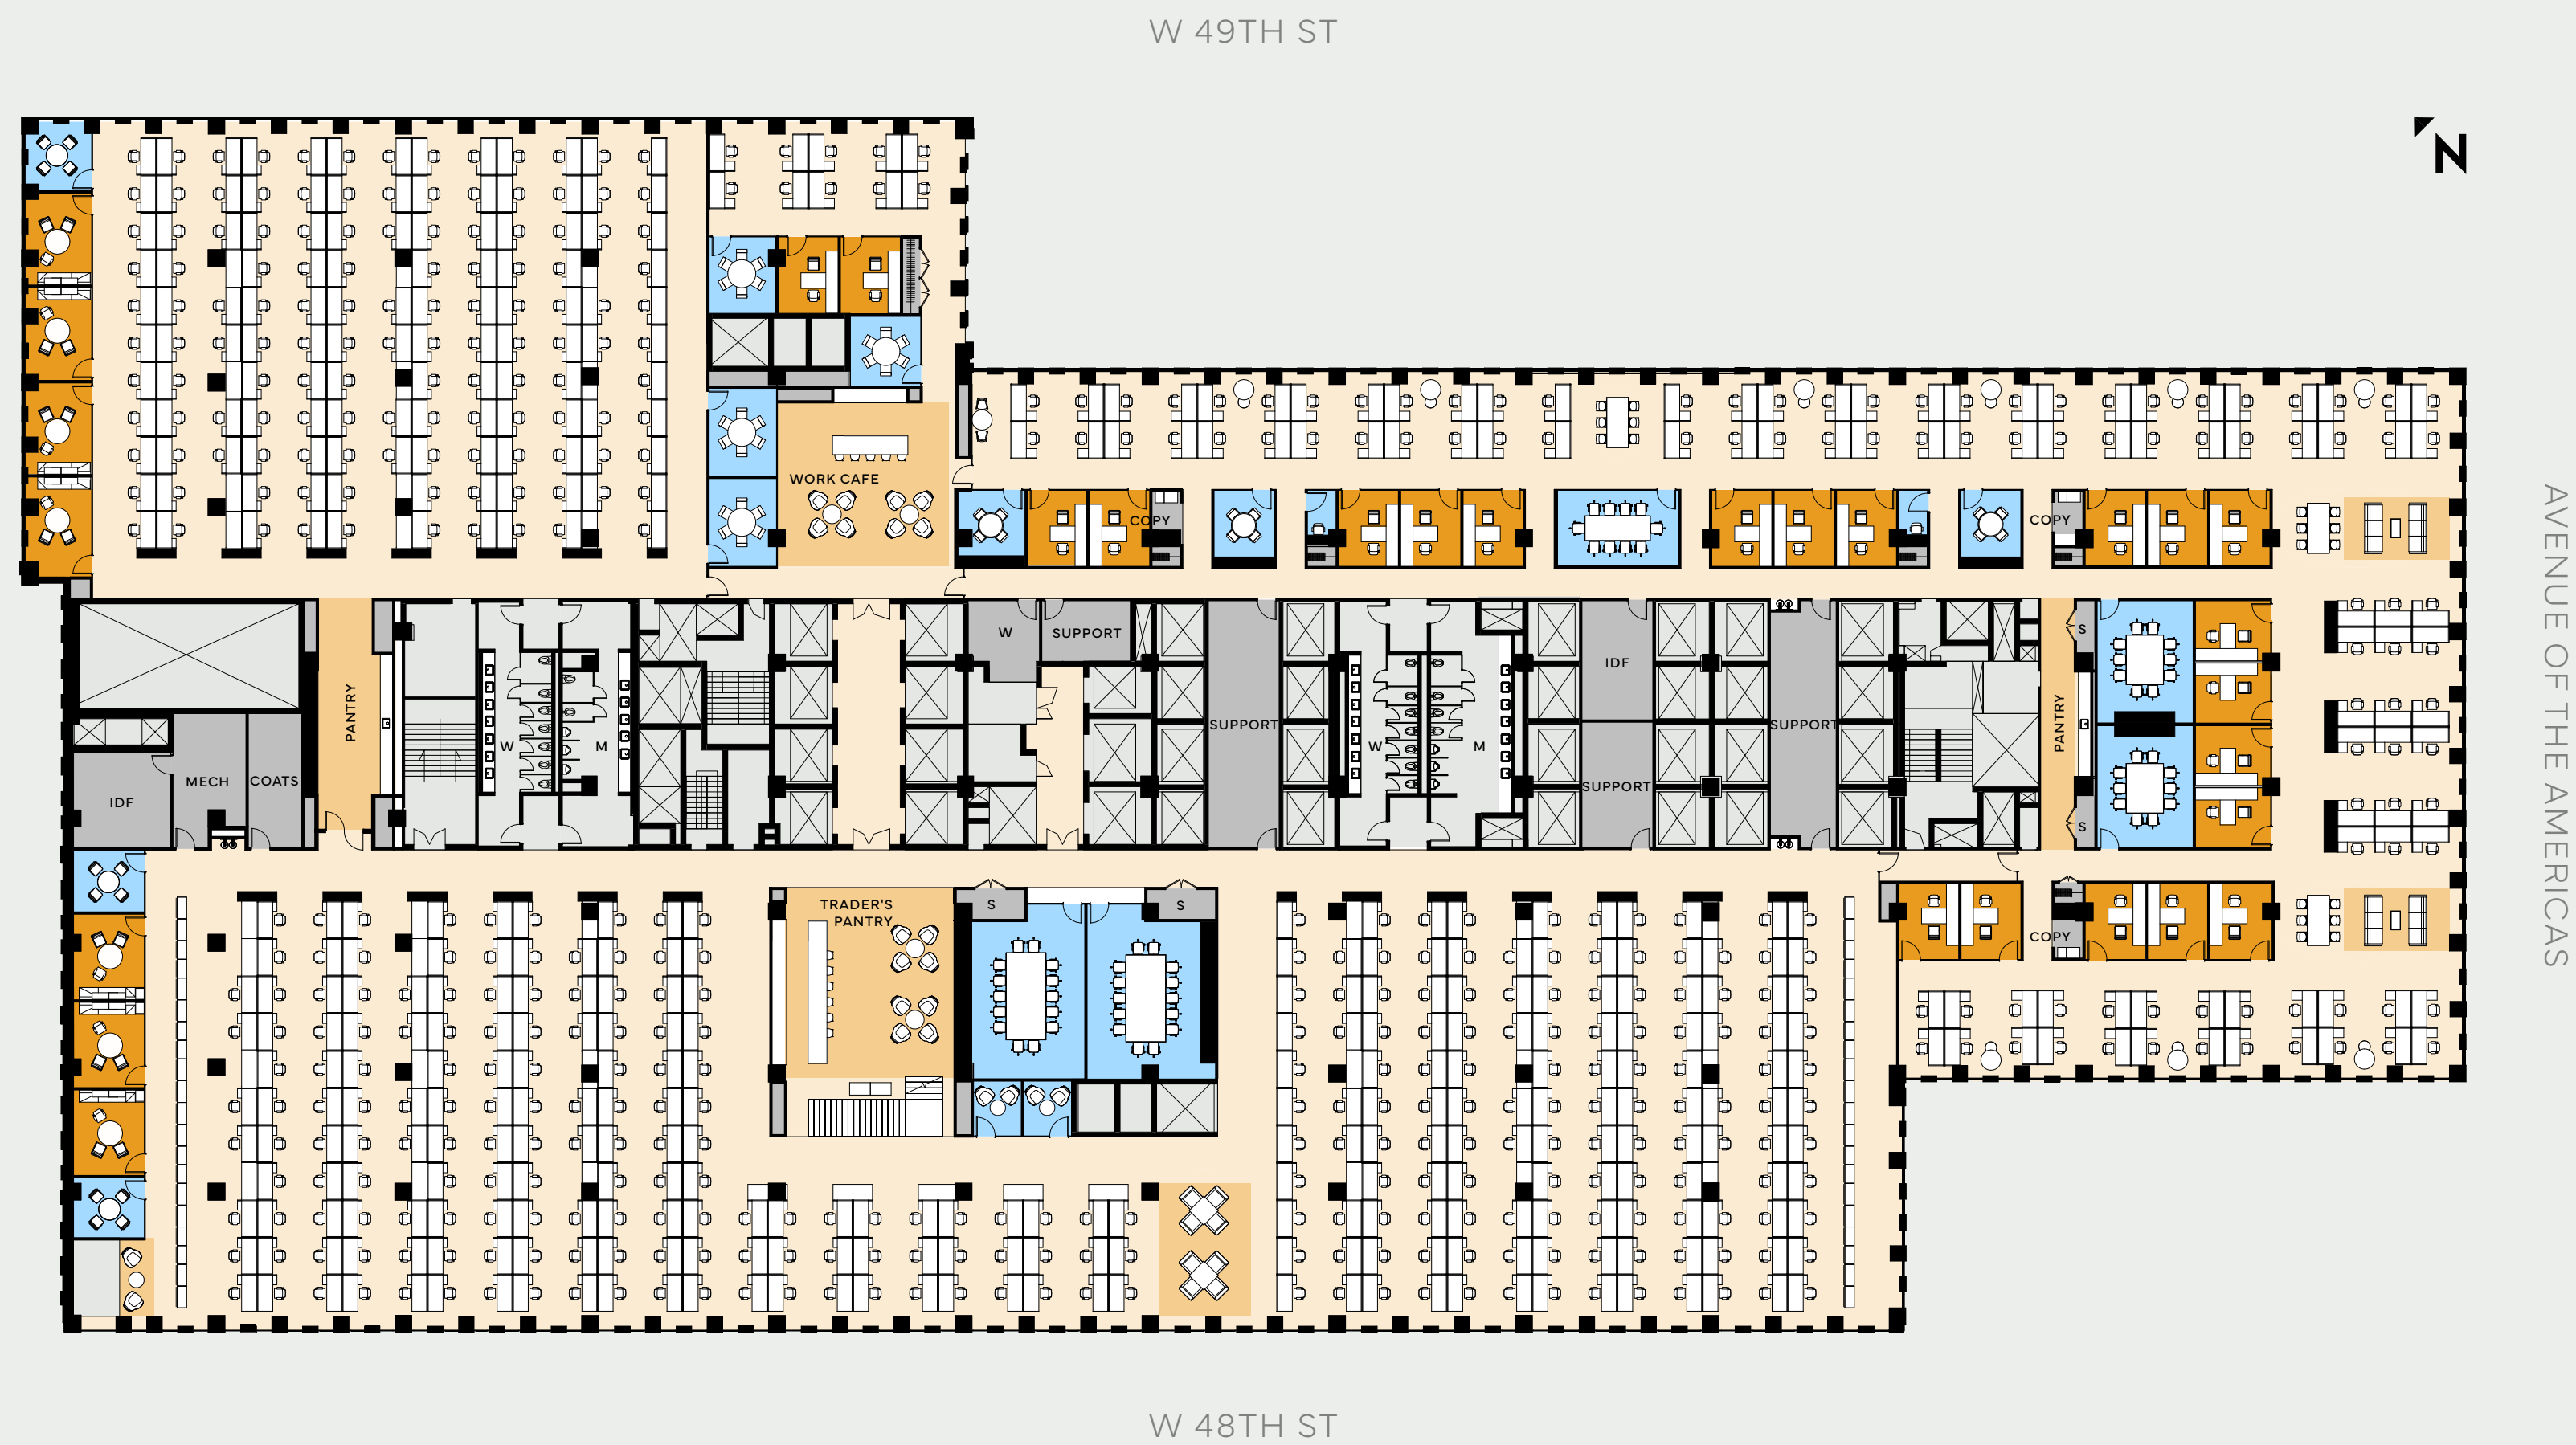 W 49TH ST
N
WORK CAFE
COPY
COPY
W
SUPPORT
S
IDF
PANTRY
SUPPORT
SUPPORT
PANTRY
AVENUE OF THE AMERICAS
W
M
W
M
MECH
COATS
SUPPORT
IDF
S
TRADER'S
PANTRY
S
S
COPY
W 48TH ST